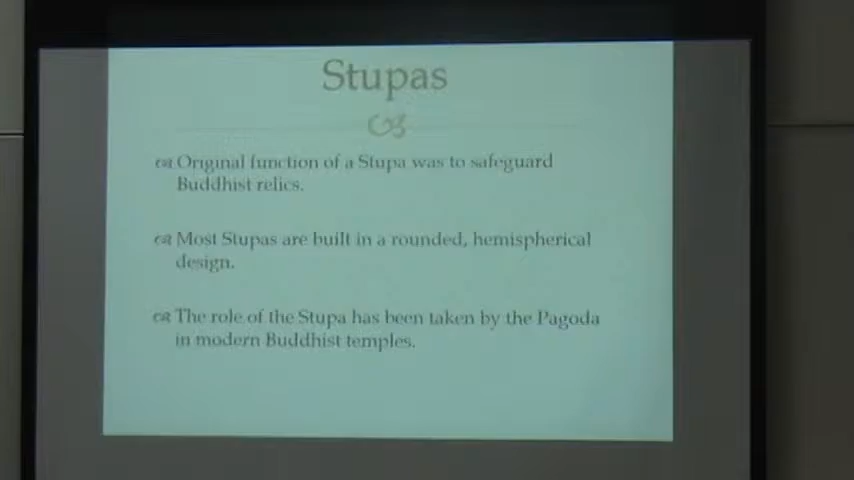 Stupas
Original function of a Stupa was to safeguard
Buddhist relics.
Most Stupas are built in a rounded, hemispherical
design.
The role of the Stupa has been taken by the Pagoda
in modern Buddhist temples.